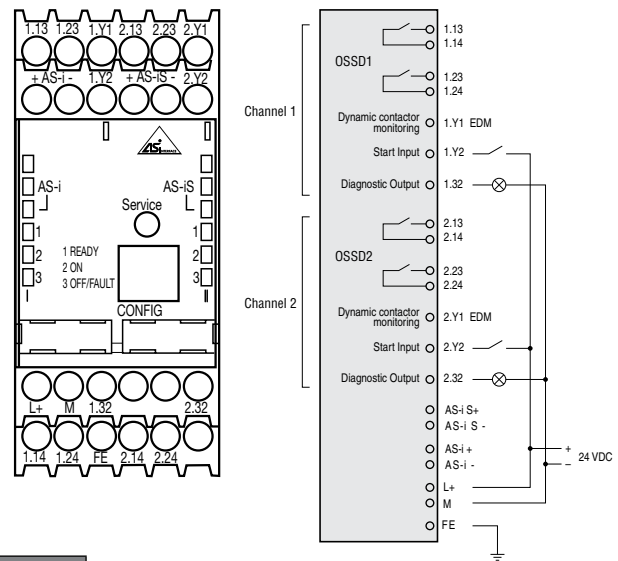 1.13 1.23 1.Y1 2.13 2.23 2.Y1
+ AS-i - 1.Y2 + AS-iS - 2.Y2
ASi
INTERFACE
AS-i AS-iS
Service
1 1
2 2
3 3
1 READY
2 ON
3 OFF/FAULT
I II
CONFIG
L+ M 1.32 2.32
1.14 1.24 FE 2.14 2.24
Channel 1
OSSD1
1.13
1.14
1.23
1.24
Dynamic contactor
monitoring
1.Y1 EDM
Start Input 1.Y2
Diagnostic Output 1.32
Channel 2
OSSD2
2.13
2.14
2.23
2.24
Dynamic contactor
monitoring
2.Y1 EDM
Start Input 2.Y2
Diagnostic Output 2.32
AS-i S+
AS-i S -
AS-i +
AS-i -
L+
M
FE
+
24 VDC
–